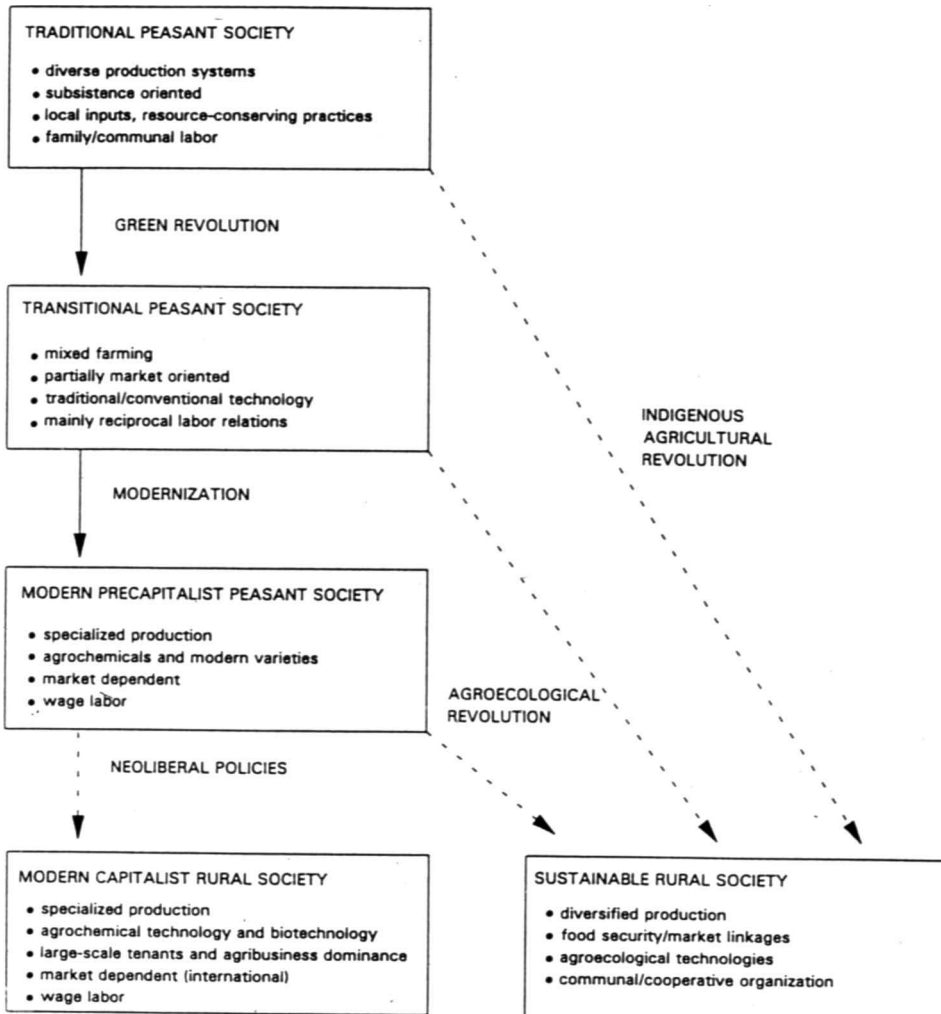 TRADITIONAL PEASANT SOCIETY
• diverse production systems
• subsistence oriented
• local inputs, resource-conserving practices
• family/communal labor
GREEN REVOLUTION
TRANSITIONAL PEASANT SOCIETY
• mixed farming
• partially market oriented
• traditional/conventional technology
• mainly reciprocal labor relations
INDIGENOUS
AGRICULTURAL
REVOLUTION
MODERNIZATION
MODERN PRECAPITALIST PEASANT SOCIETY
• specialized production
• agrochemicals and modern varieties
• market dependent
• wage labor
AGROECOLOGICAL
REVOLUTION
NEOLIBERAL POLICIES
MODERN CAPITALIST RURAL SOCIETY
• specialized production
• agrochemical technology and biotechnology
• large-scale tenants and agribusiness dominance
• market dependent (international)
• wage labor
SUSTAINABLE RURAL SOCIETY
• diversified production
• food security/market linkages
• agroecological technologies
• communal/cooperative organization